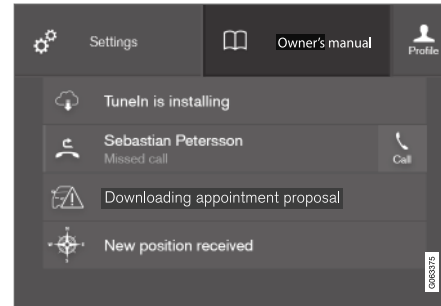 Settings
Owner's manual
Profile
TuneIn is installing
Sebastian Petersson
Missed call
Call
Downloading appointment proposal
New position received
G063375